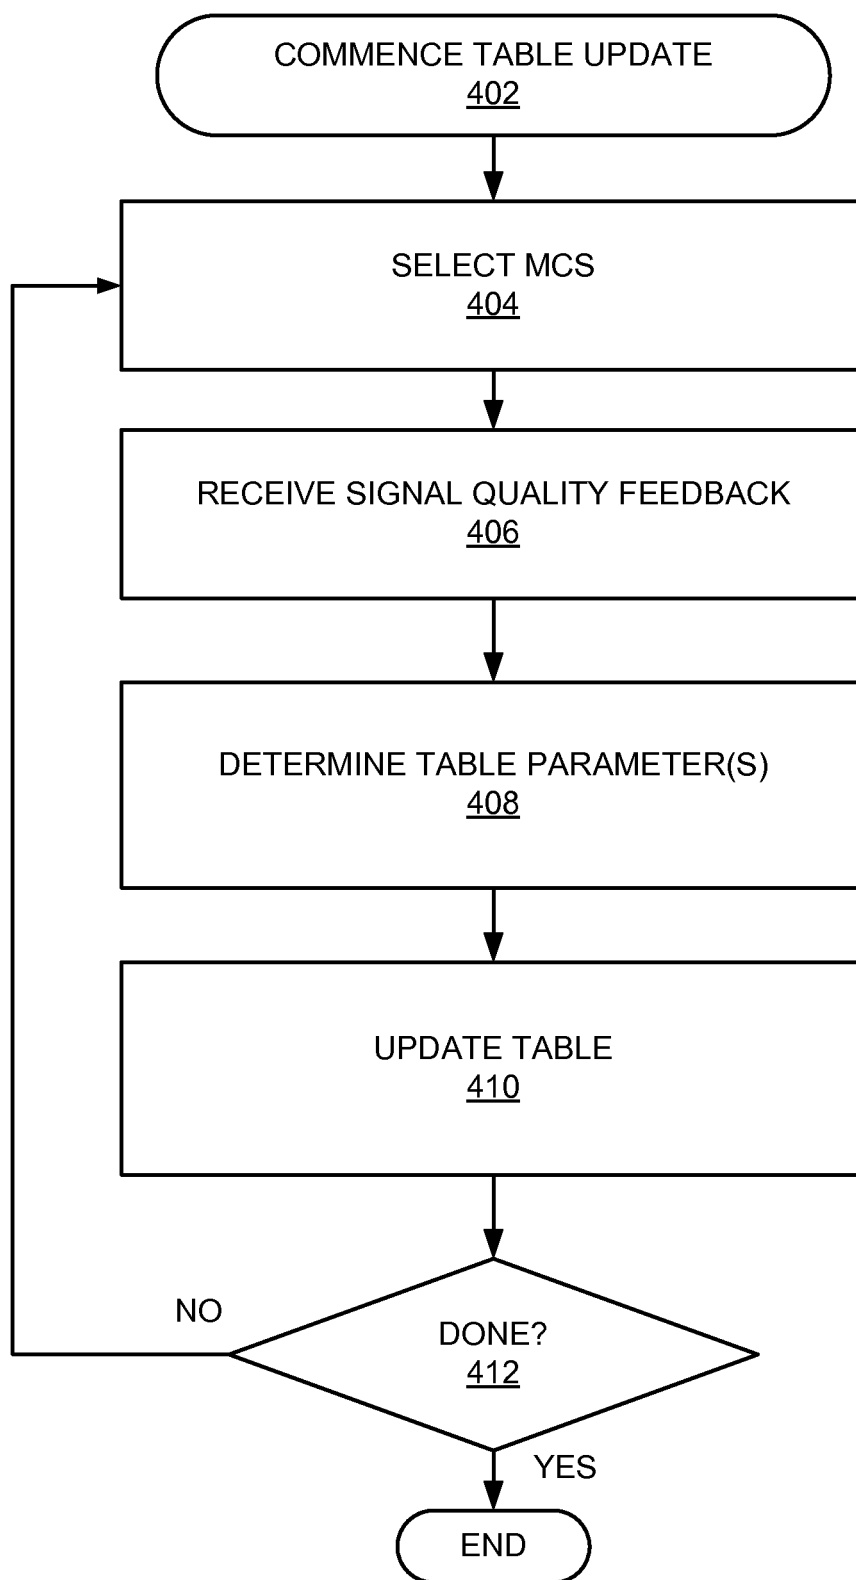 COMMENCE TABLE UPDATE
402
SELECT MCS
404
RECEIVE SIGNAL QUALITY FEEDBACK
406
DETERMINE TABLE PARAMETER(S)
408
UPDATE TABLE
410
NO
DONE?
412
YES
END